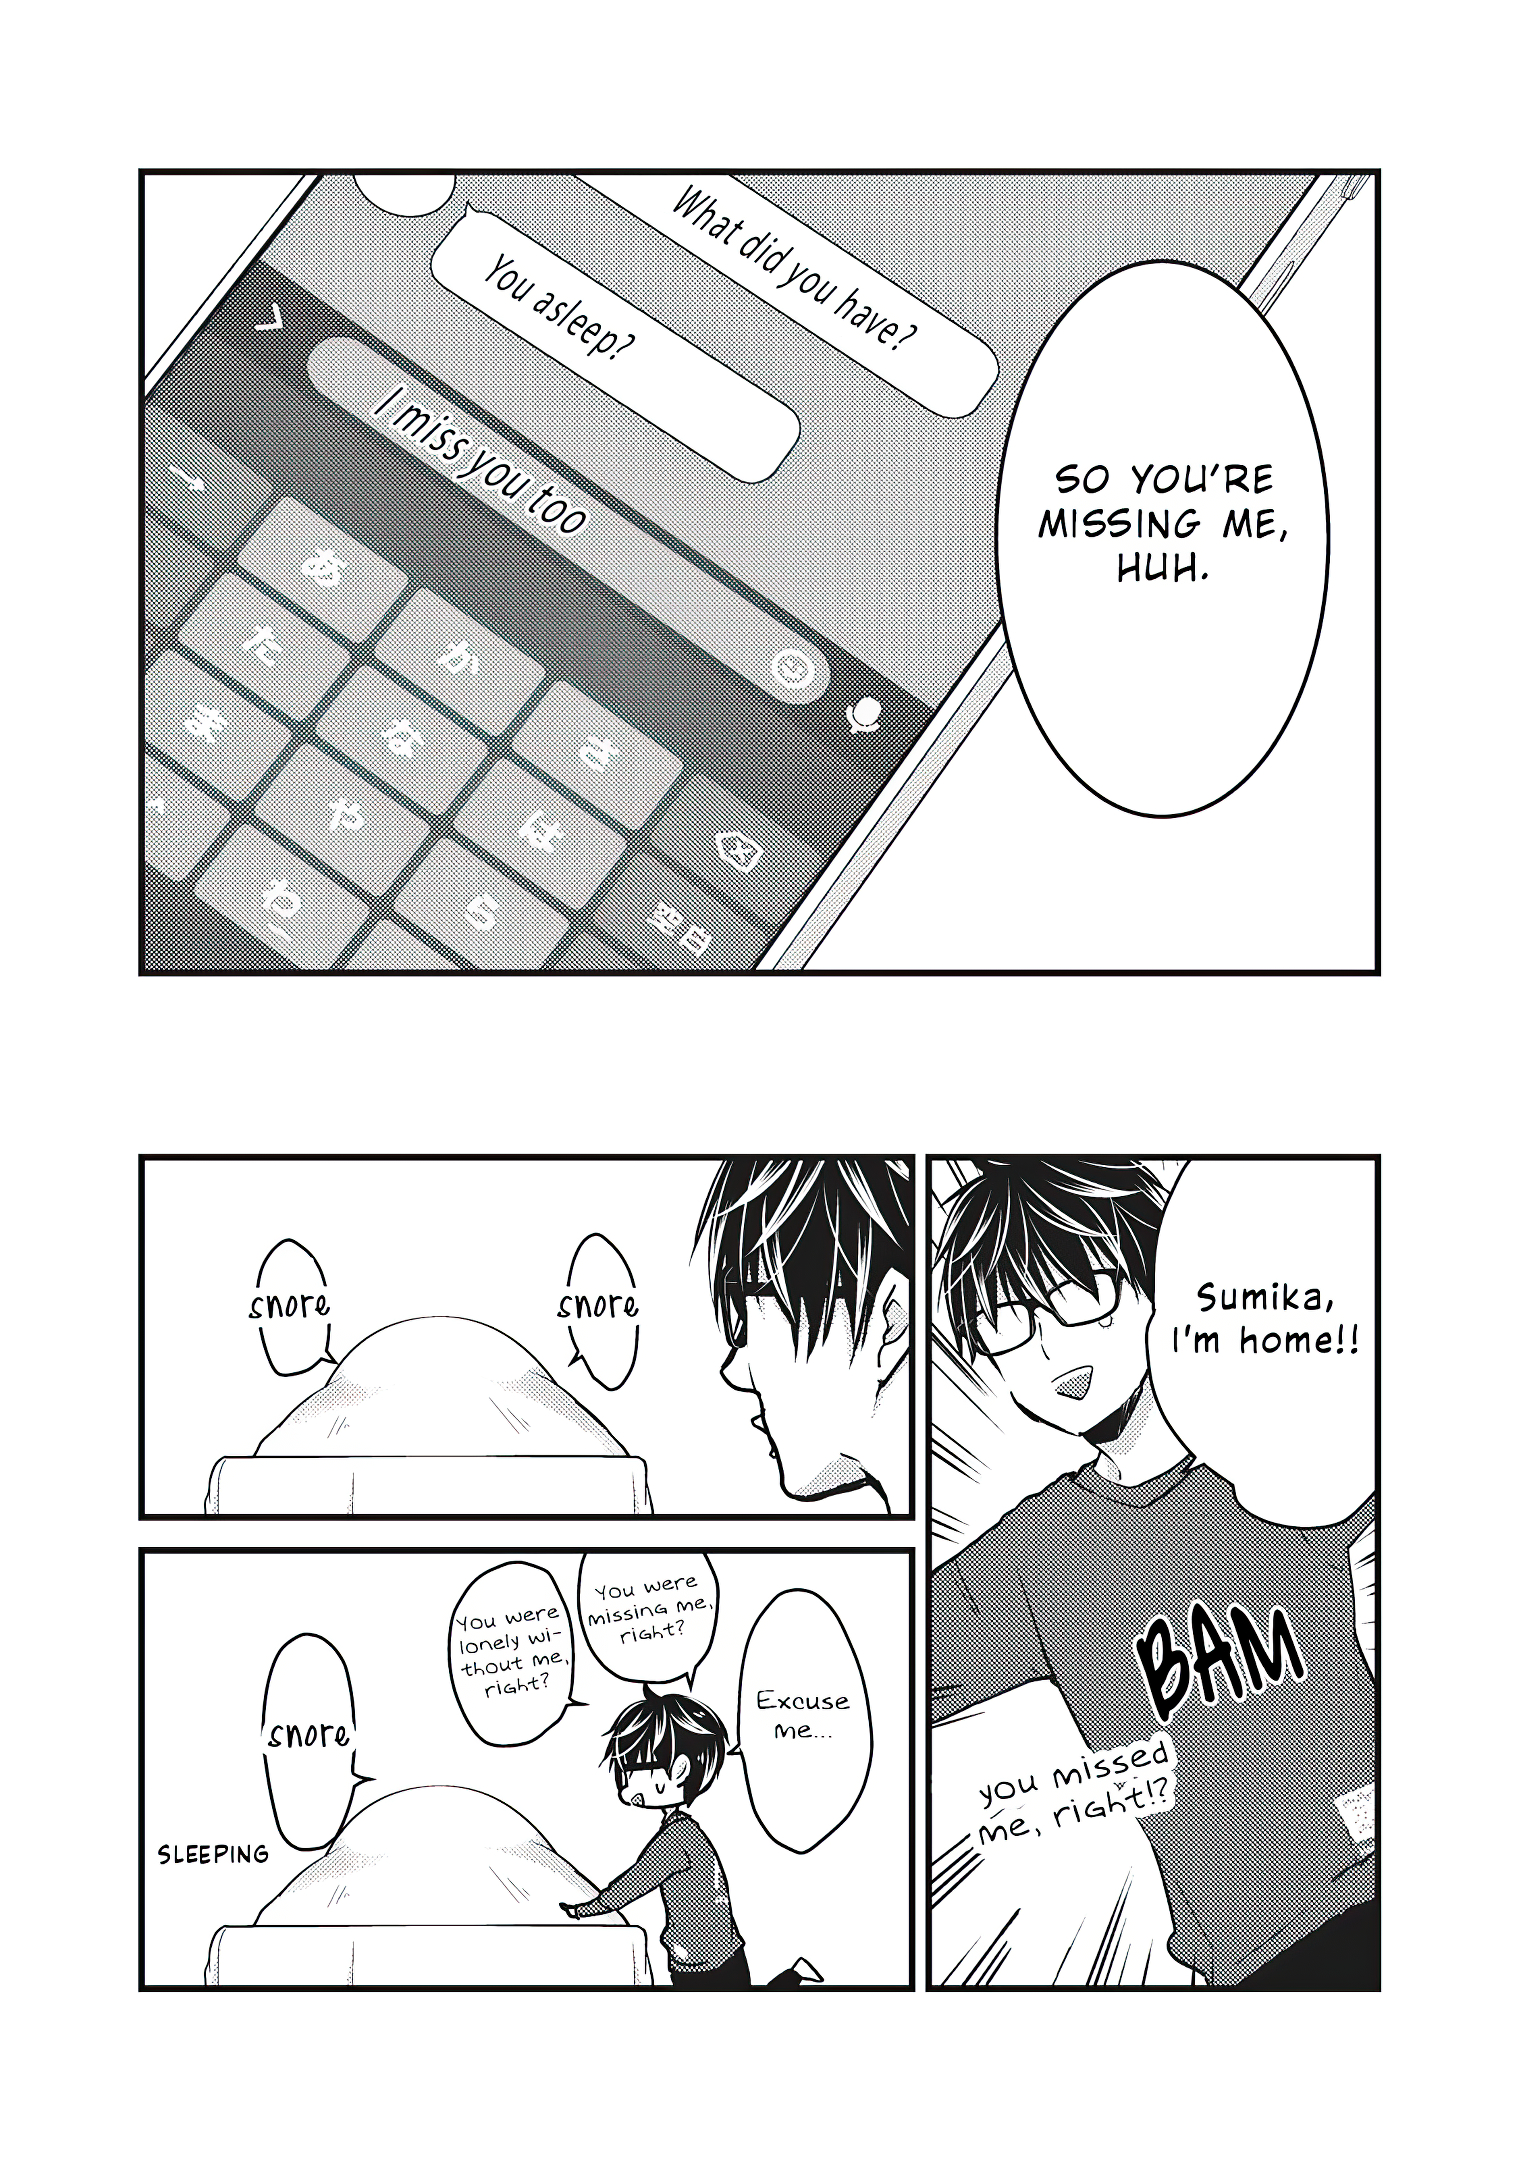 SO YOU'RE
MISSING ME,
HUH.
What did you have?
You asleep?
I miss you too
→
あ
か
さ
た
な
は
ま
や
ら
わ
空白
^
Sumika,
I'm home!!
BAM
you missed
me, right!?
snore
snore
Excuse
me...
You were
missing me,
right?
You were
lonely wi-
thout me,
right?
snore
SLEEPING